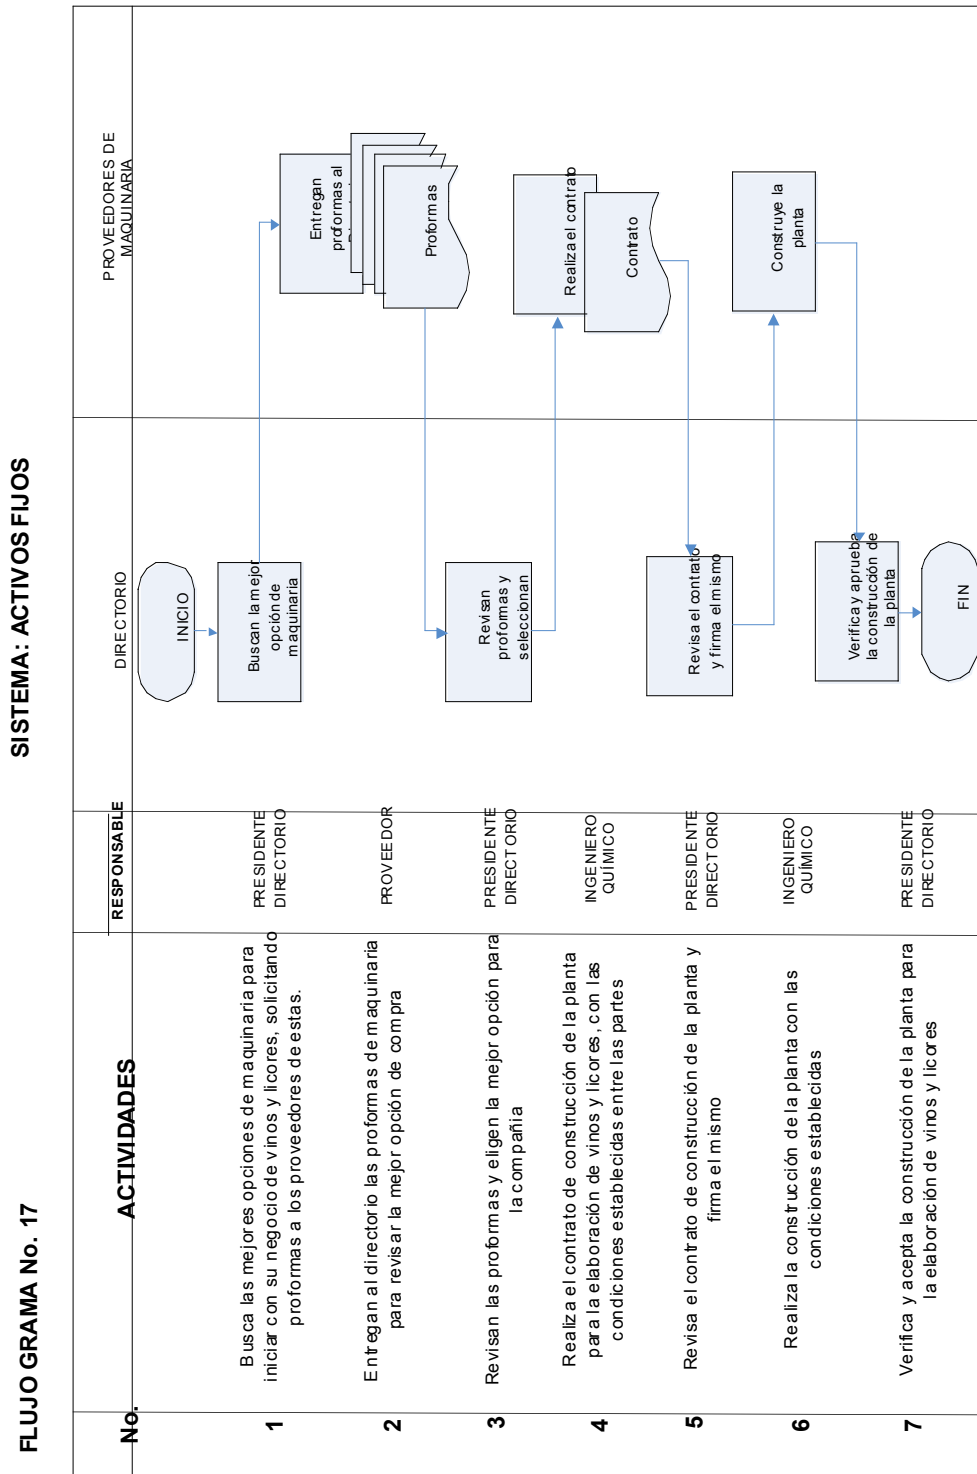 FLUJO GRAMA No. 17
SISTEMA: ACTIVOS FIJOS
No.
ACTIVIDADES
RESPONSABLE
DIRECTORIO
PROVEEDORES DE
MAQUINARIA
INICIO
1
Busca las mejores opciones de maquinaria para
iniciar con su negocio de vinos y licores, solicitando
proformas a los proveedores de estas.
PRESIDENTE
DIRECTORIO
Buscan la mejor
opción de
maquinaria
2
Entregan al directorio las proformas de maquinaria
para revisar la mejor opción de compra
PROVEEDOR
Entregan
proformas al
Proformas
3
Revisan las proformas y eligen la mejor opción para
la compañia
PRESIDENTE
DIRECTORIO
Revisan
proformas y
seleccionan
4
Realiza el contrato de construcción de la planta
para la elaboración de vinos y licores, con las
condiciones establecidas entre las partes
INGENIERO
QUÍMICO
Realiza el contrato
Contrato
5
Revisa el contrato de construcción de la planta y
firma el mismo
PRESIDENTE
DIRECTORIO
Revisa el contrato
y firma el mismo
6
Realiza la construcción de la planta con las
condiciones establecidas
INGENIERO
QUÍMICO
Construye la
planta
7
Verifica y acepta la construcción de la planta para
la elaboración de vinos y licores
PRESIDENTE
DIRECTORIO
Verifica y aprueba
la construcción de
la planta
FIN